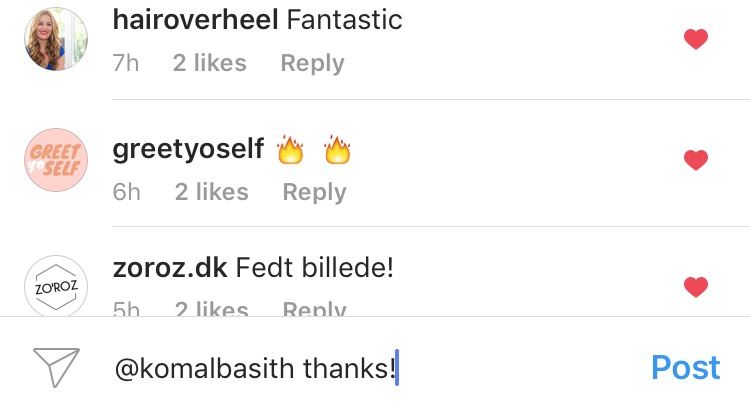 hairoverheel Fantastic
7h 2 likes Reply
GREET
yo SELF
greetyoself 🔥 🔥
6h 2 likes Reply
ZO'ROZ
zoroz.dk Fedt billede!
5h 2 likes Reply
@komalbasith thanks! Post